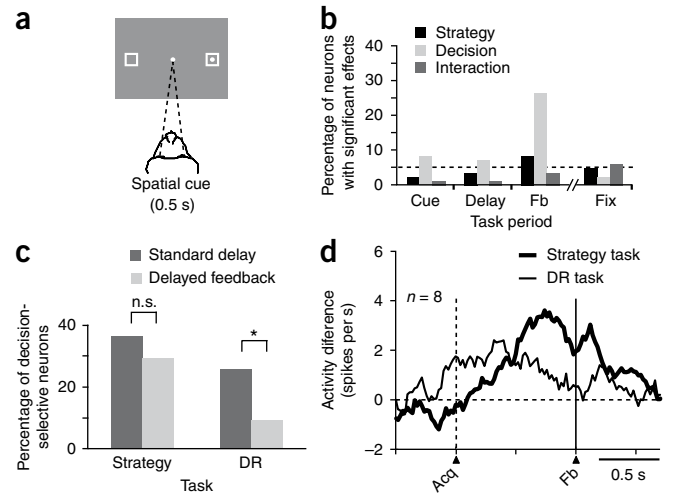 a
Spatial cue
(0.5 s)
b
Strategy
Decision
Interaction
Percentage of neurons
with significant effects
40
30
20
10
0
Cue
Delay
Fb
Fix
Task period
c
Standard delay
Delayed feedback
n.s.
*
Percentage of decision-
selective neurons
40
20
0
Strategy
DR
Task
d
Strategy task
DR task
n = 8
Activity diference
(spikes per s)
6
4
2
0
–2
Acq
Fb
0.5 s